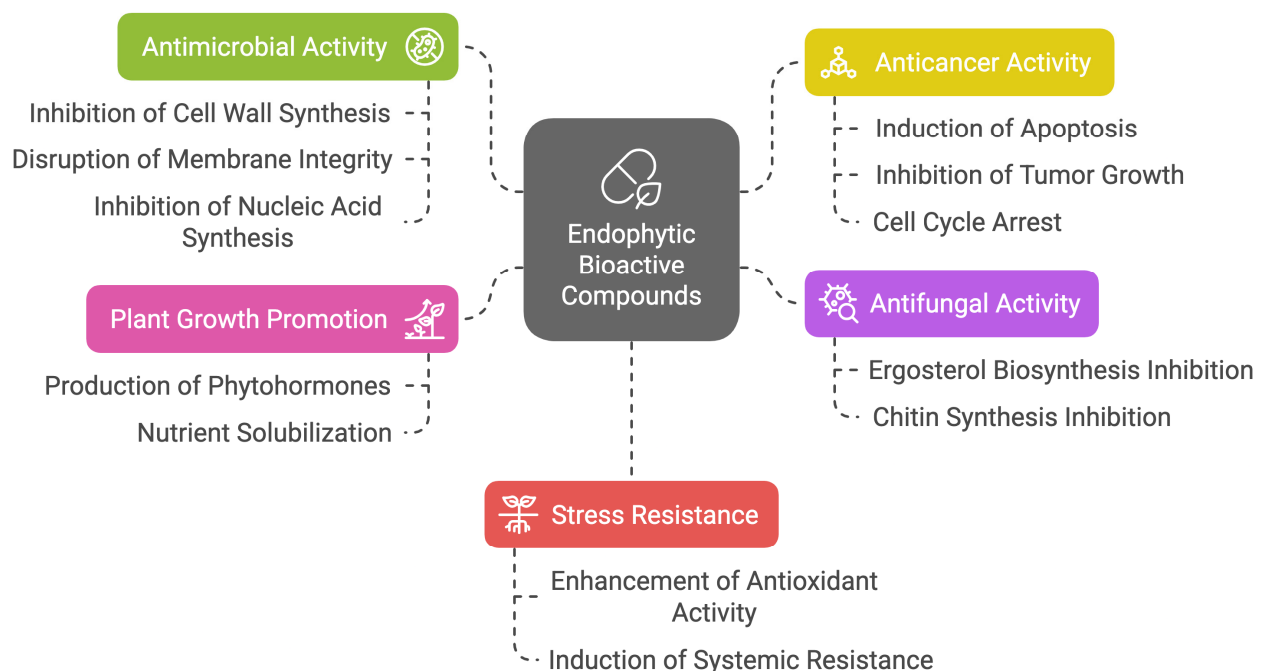 Antimicrobial Activity
Inhibition of Cell Wall Synthesis
Disruption of Membrane Integrity
Inhibition of Nucleic Acid
Synthesis
Plant Growth Promotion
Production of Phytohormones
Nutrient Solubilization
Endophytic
Bioactive
Compounds
Anticancer Activity
Induction of Apoptosis
Inhibition of Tumor Growth
Cell Cycle Arrest
Antifungal Activity
Ergosterol Biosynthesis Inhibition
Chitin Synthesis Inhibition
Stress Resistance
Enhancement of Antioxidant
Activity
Induction of Systemic Resistance